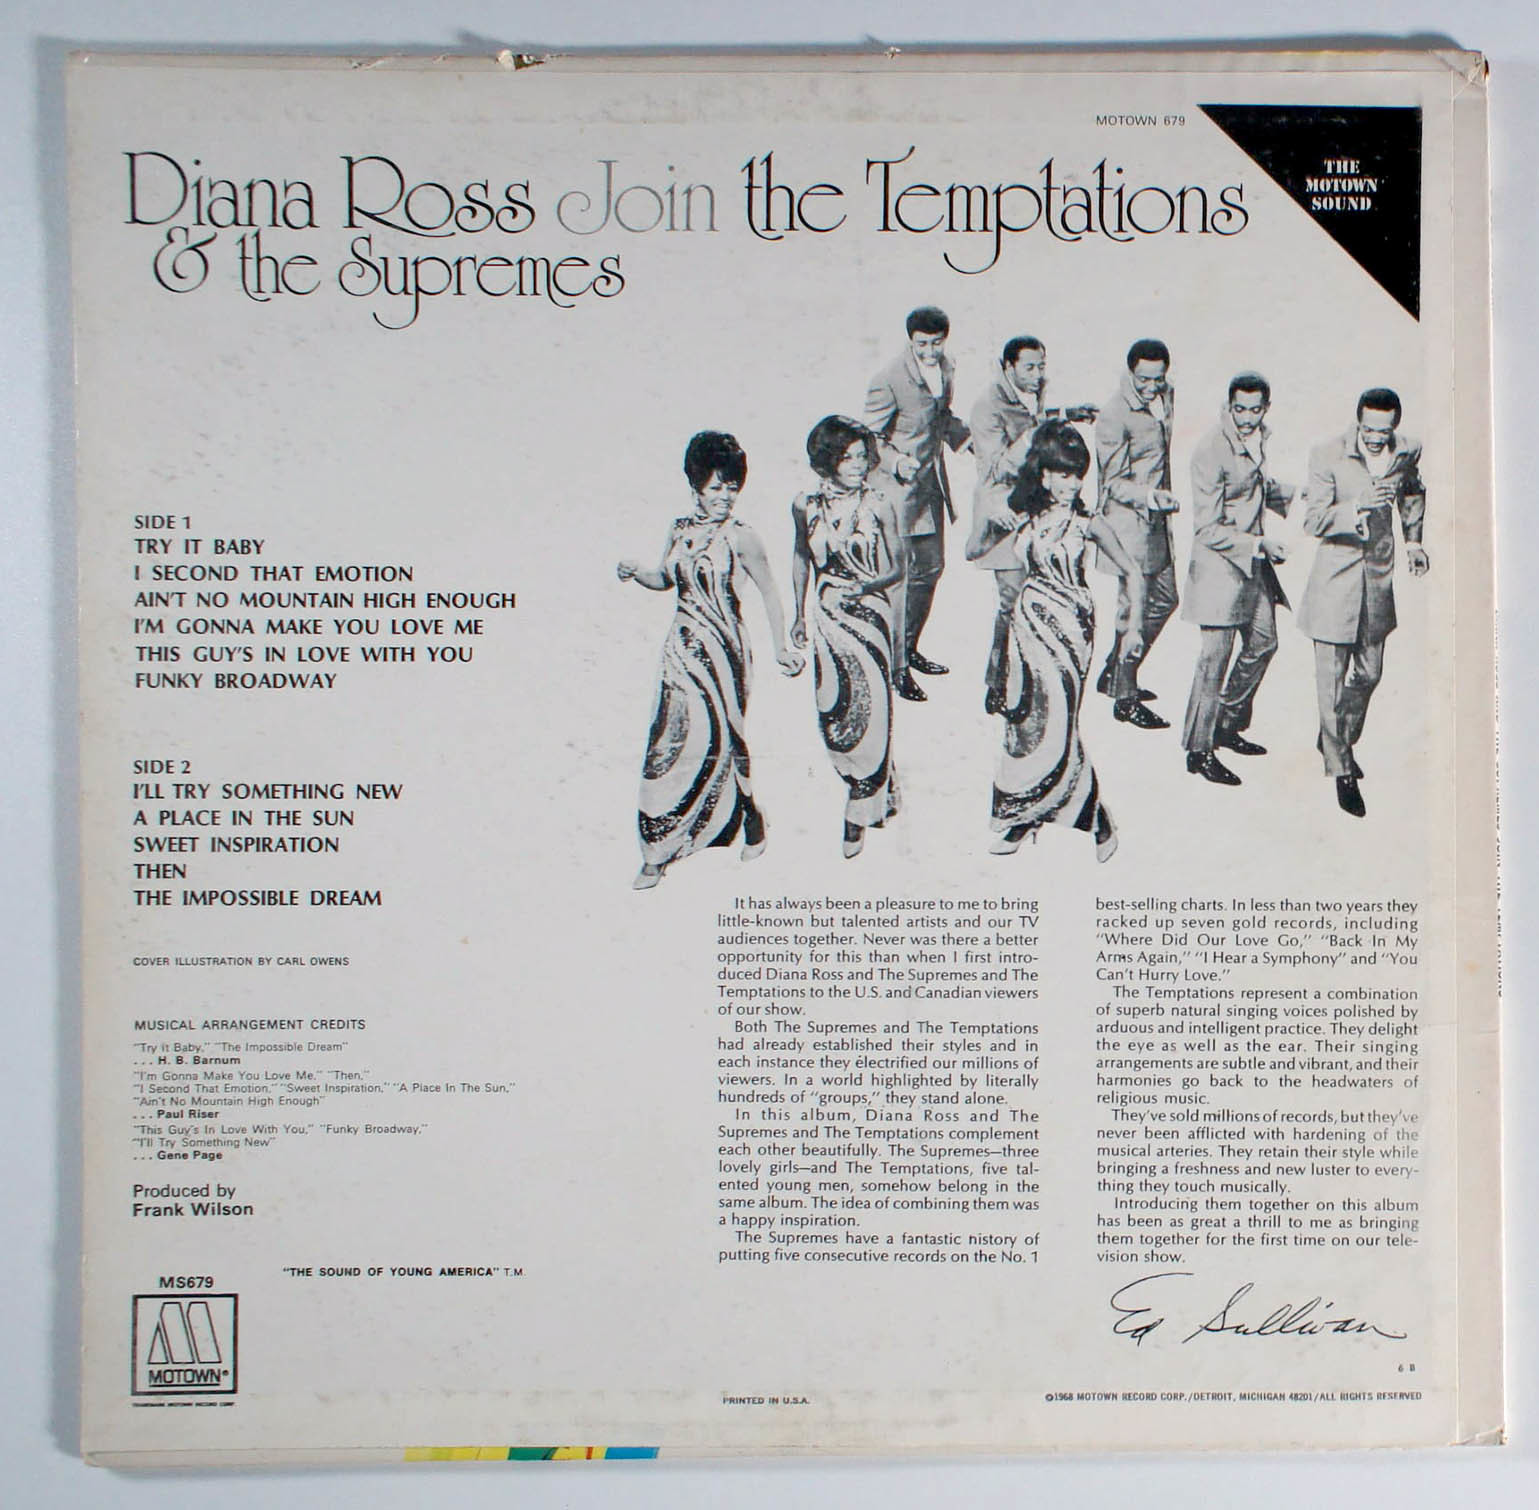 MOTOWN 679
THE
MOTOWN
SOUND
Diana Ross Join the Temptations
& the Supremes
SIDE 1
TRY IT BABY
I SECOND THAT EMOTION
AIN'T NO MOUNTAIN HIGH ENOUGH
I'M GONNA MAKE YOU LOVE ME
THIS GUY'S IN LOVE WITH YOU
FUNKY BROADWAY
SIDE 2
I'LL TRY SOMETHING NEW
A PLACE IN THE SUN
SWEET INSPIRATION
THEN
THE IMPOSSIBLE DREAM
COVER ILLUSTRATION BY CARL OWENS
MUSICAL ARRANGEMENT CREDITS
"Try it Baby," "The Impossible Dream"
. . . H. B. Barnum
"I'm Gonna Make You Love Me," "Then,"
"I Second That Emotion," "Sweet Inspiration," "A Place In The Sun,"
"Ain't No Mountain High Enough"
. . . Paul Riser
"This Guy's In Love With You," "Funky Broadway,"
"I'll Try Something New"
. . . Gene Page
Produced by
Frank Wilson
"THE SOUND OF YOUNG AMERICA" T.M.
MS679
MOTOWN®
TRADEMARK MOTOWN RECORD CORP.
It has always been a pleasure to me to bring
little-known but talented artists and our TV
audiences together. Never was there a better
opportunity for this than when I first intro-
duced Diana Ross and The Supremes and The
Temptations to the U.S. and Canadian viewers
of our show.
Both The Supremes and The Temptations
had already established their styles and in
each instance they electrified our millions of
viewers. In a world highlighted by literally
hundreds of "groups," they stand alone.
In this album, Diana Ross and The
Supremes and The Temptations complement
each other beautifully. The Supremes—three
lovely girls—and The Temptations, five tal-
ented young men, somehow belong in the
same album. The idea of combining them was
a happy inspiration.
The Supremes have a fantastic history of
putting five consecutive records on the No. 1
best-selling charts. In less than two years they
racked up seven gold records, including
"Where Did Our Love Go," "Back In My
Arms Again," "I Hear a Symphony" and "You
Can't Hurry Love."
The Temptations represent a combination
of superb natural singing voices polished by
arduous and intelligent practice. They delight
the eye as well as the ear. Their singing
arrangements are subtle and vibrant, and their
harmonies go back to the headwaters of
religious music.
They've sold millions of records, but they've
never been afflicted with hardening of the
musical arteries. They retain their style while
bringing a freshness and new luster to every-
thing they touch musically.
Introducing them together on this album
has been as great a thrill to me as bringing
them together for the first time on our tele-
vision show.
Ed Sullivan
6 B
PRINTED IN U.S.A.
©1968 MOTOWN RECORD CORP./DETROIT, MICHIGAN 48201/ALL RIGHTS RESERVED